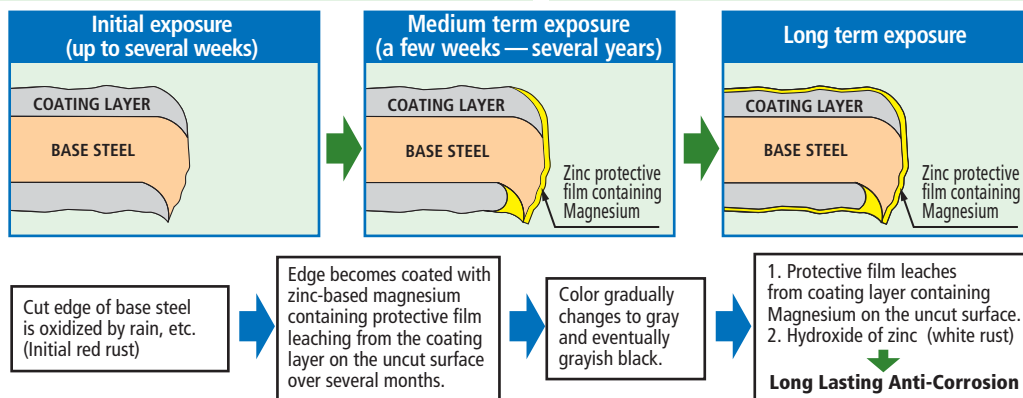 Initial exposure
(up to several weeks)
COATING LAYER
BASE STEEL
Medium term exposure
(a few weeks — several years)
COATING LAYER
BASE STEEL
Zinc protective
film containing
Magnesium
Long term exposure
COATING LAYER
BASE STEEL
Zinc protective
film containing
Magnesium
Cut edge of base steel
is oxidized by rain, etc.
(Initial red rust)
Edge becomes coated with
zinc-based magnesium
containing protective film
leaching from the coating
layer on the uncut surface
over several months.
Color gradually
changes to gray
and eventually
grayish black.
1. Protective film leaches
from coating layer containing
Magnesium on the uncut surface.
2. Hydroxide of zinc (white rust)
Long Lasting Anti-Corrosion